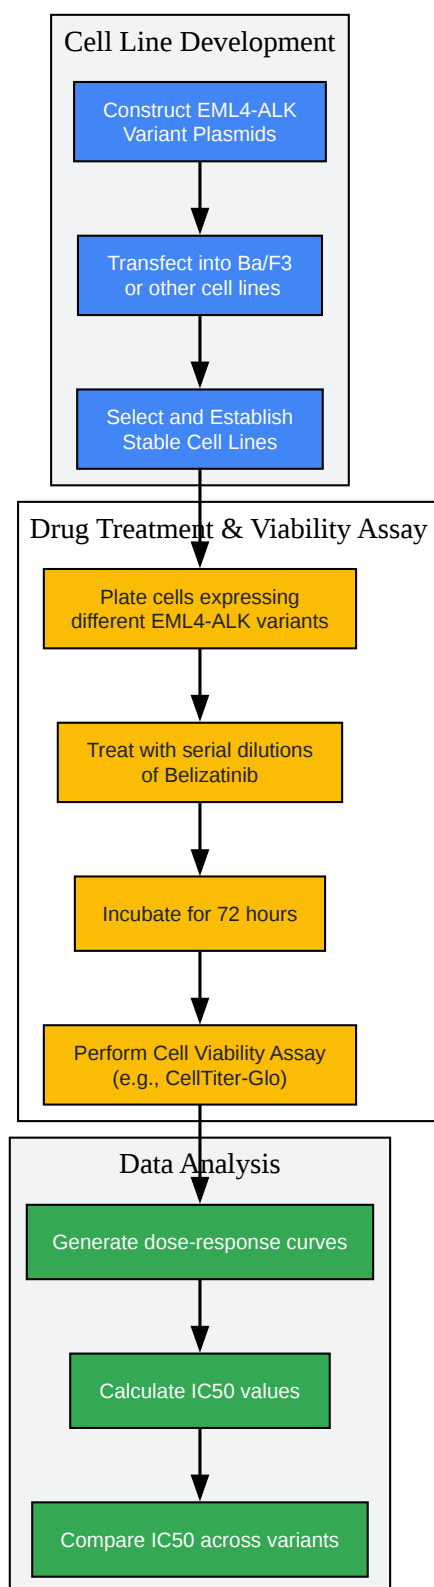 Cell Line Development
Construct EML4-ALK
Variant Plasmids
Transfect into Ba/F3
or other cell lines
Select and Establish
Stable Cell Lines
Drug Treatment & Viability Assay
Plate cells expressing
different EML4-ALK variants
Treat with serial dilutions
of Belizatinib
Incubate for 72 hours
Perform Cell Viability Assay
(e.g., CellTiter-Glo)
Data Analysis
Generate dose-response curves
Calculate IC50 values
Compare IC50 across variants